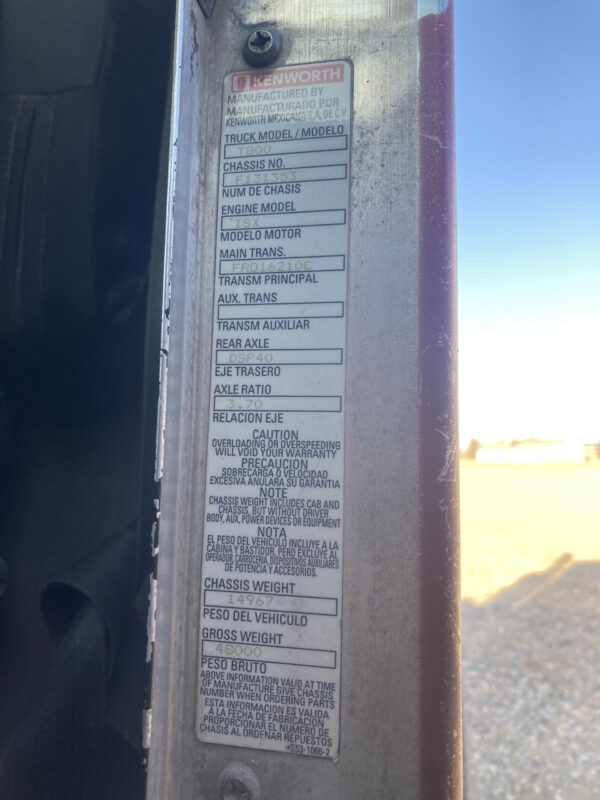 KENWORTH
MANUFACTURED BY
MANUFACTURADO POR
KENWORTH MEXICANA S.A. DE C.V.
TRUCK MODEL / MODELO
T800
CHASSIS NO.
F131353
NUM DE CHASIS
ENGINE MODEL
ISX
MODELO MOTOR
MAIN TRANS.
FRO16210C
TRANSM PRINCIPAL
AUX. TRANS
TRANSM AUXILIAR
REAR AXLE
DSP40
EJE TRASERO
AXLE RATIO
3.70
RELACION EJE
CAUTION
OVERLOADING OR OVERSPEEDING
WILL VOID YOUR WARRANTY
PRECAUCION
SOBRECARGA O VELOCIDAD
EXCESIVA ANULARA SU GARANTIA
NOTE
CHASSIS WEIGHT INCLUDES CAB AND
CHASSIS, BUT WITHOUT DRIVER
BODY, AUX, POWER DEVICES OR EQUIPMENT
NOTA
EL PESO DEL VEHICULO INCLUYE A LA
CABINA Y BASTIDOR, PERO EXCLUYE AL
OPERADOR, CARROCERIA, DISPOSITIVOS AUXILIARES
DE POTENCIA Y ACCESORIOS.
CHASSIS WEIGHT
14967
PESO DEL VEHICULO
GROSS WEIGHT
48000
PESO BRUTO
ABOVE INFORMATION VALID AT TIME
OF MANUFACTURE GIVE CHASSIS
NUMBER WHEN ORDERING PARTS
ESTA INFORMACION ES VALIDA
A LA FECHA DE FABRICACION
PROPORCIONAR EL NUMERO DE
CHASIS AL ORDENAR REPUESTOS
*S53-1066-2